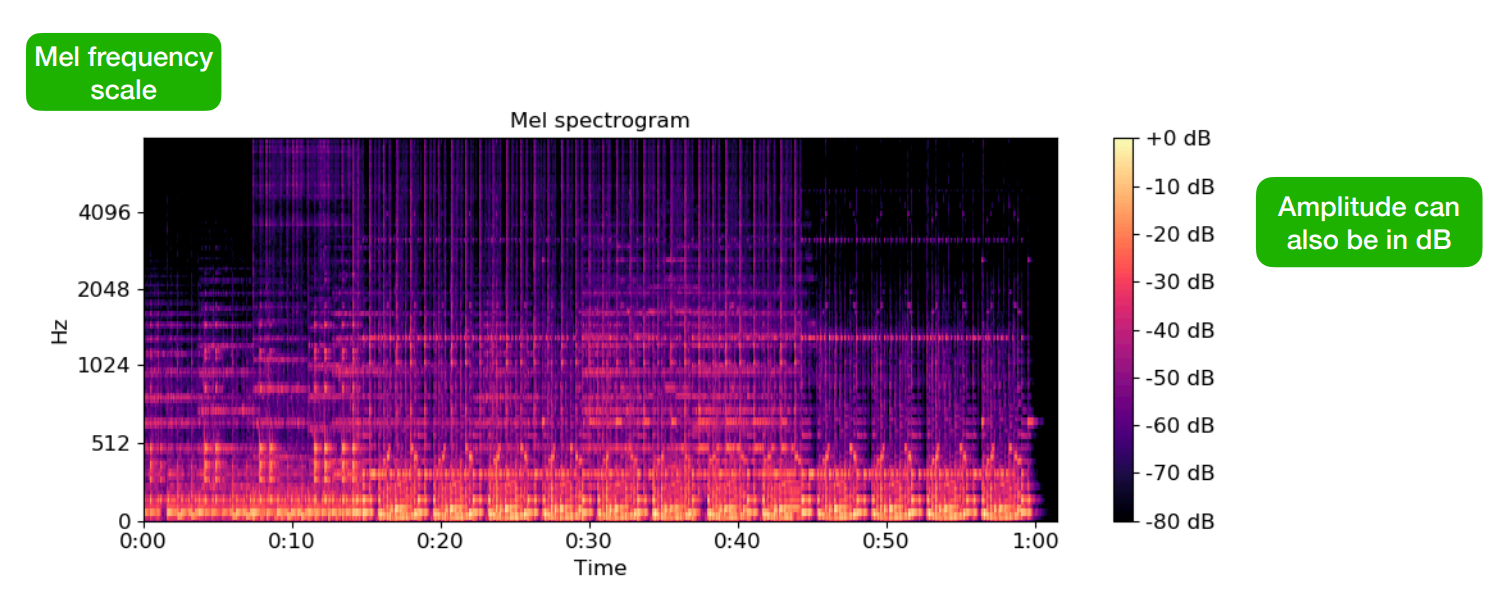 Mel frequency
scale
Mel spectrogram
Hz
4096
2048
1024
512
0
0:00 0:10 0:20 0:30 0:40 0:50 1:00
Time
+0 dB
-10 dB
-20 dB
-30 dB
-40 dB
-50 dB
-60 dB
-70 dB
-80 dB
Amplitude can
also be in dB